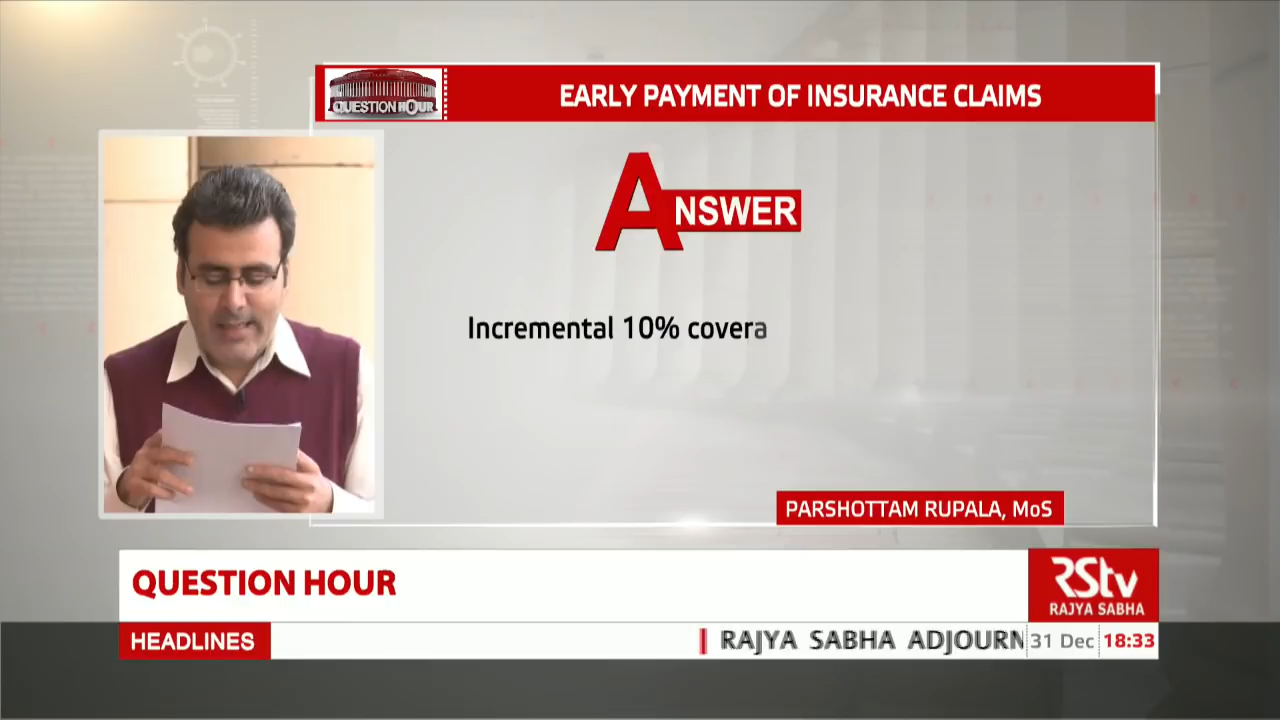 QUESTION HOUR
EARLY PAYMENT OF INSURANCE CLAIMS
ANSWER
Incremental 10% covera
PARSHOTTAM RUPALA, MoS
QUESTION HOUR
RSTV
RAJYA SABHA
HEADLINES
RAJYA SABHA ADJOURN
31 Dec
18:33